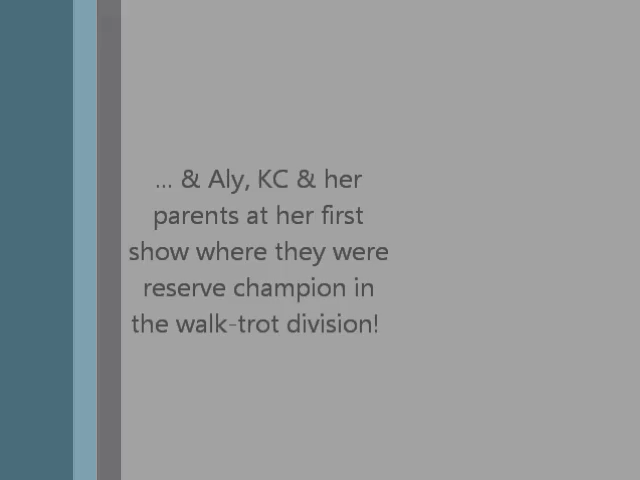 ... & Aly, KC & her
parents at her first
show where they were
reserve champion in
the walk-trot division!